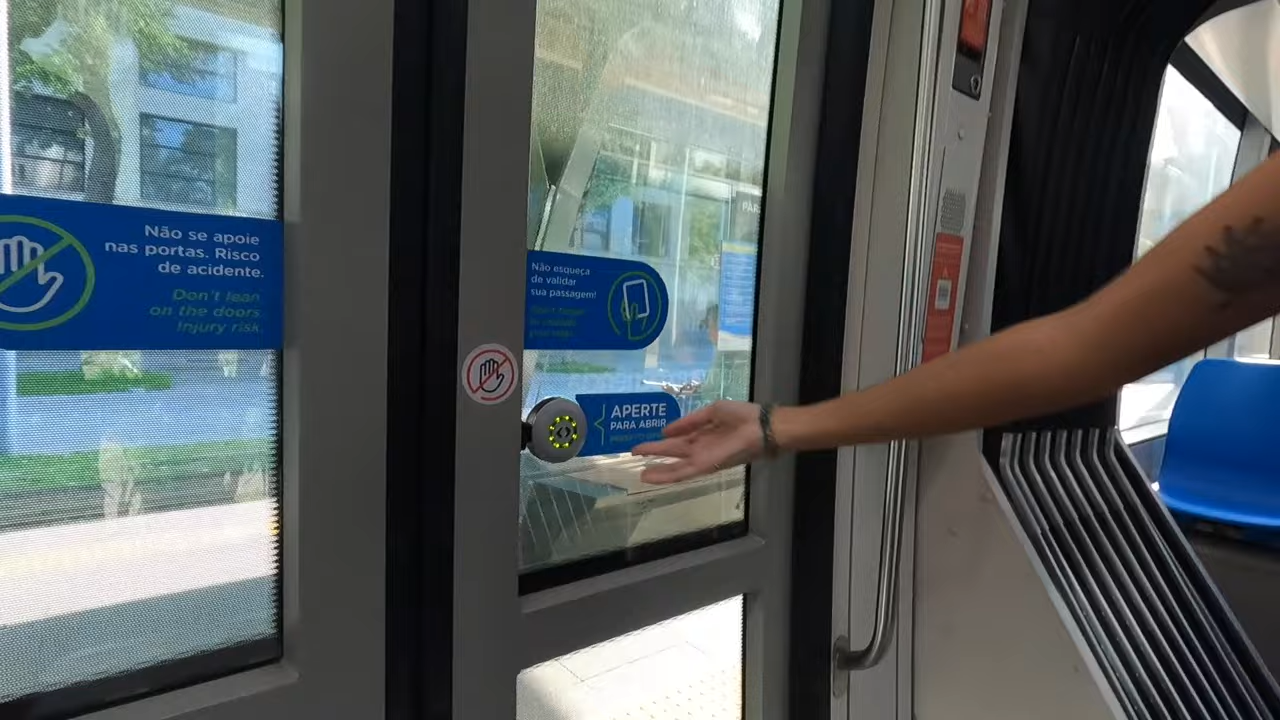 Não se apoie
nas portas. Risco
de acidente.
Don't lean
on the doors.
Injury risk.
Não esqueça
de validar
sua passagem!
PAR
APERTE
PARA ABRIR